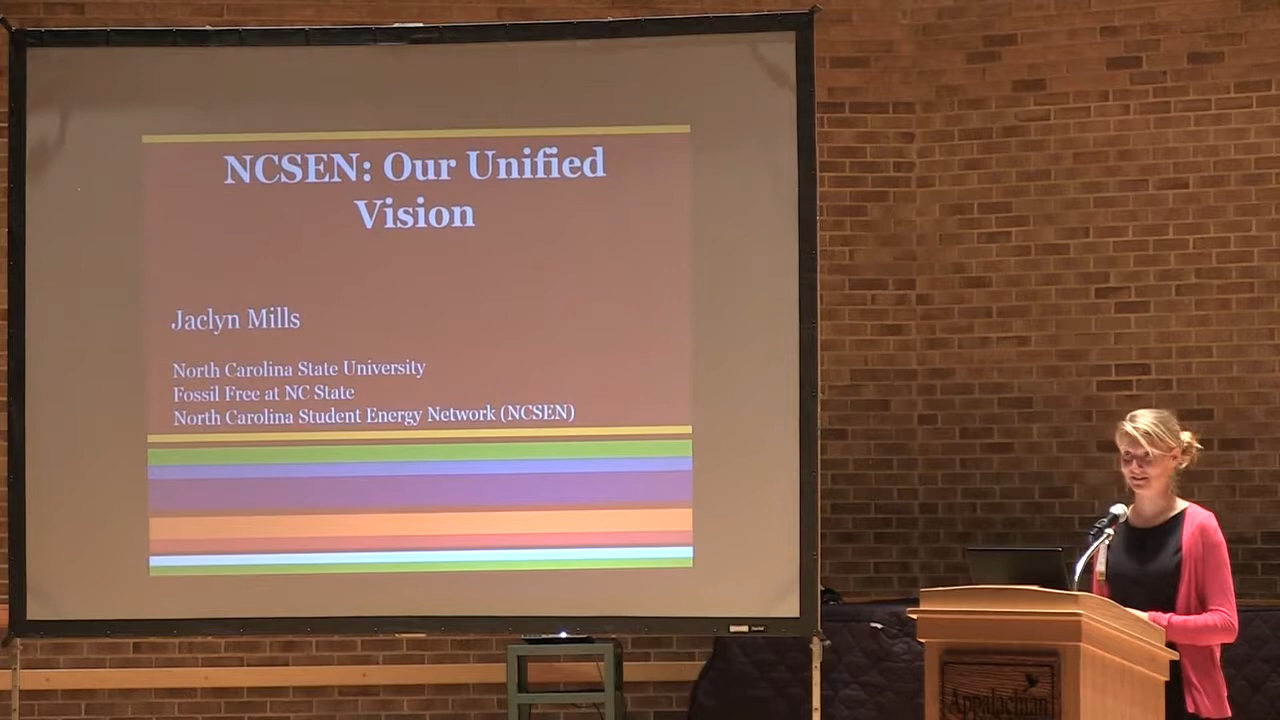 NCSEN: Our Unified
Vision
Jaclyn Mills
North Carolina State University
Fossil Free at NC State
North Carolina Student Energy Network (NCSEN)
Appalachian